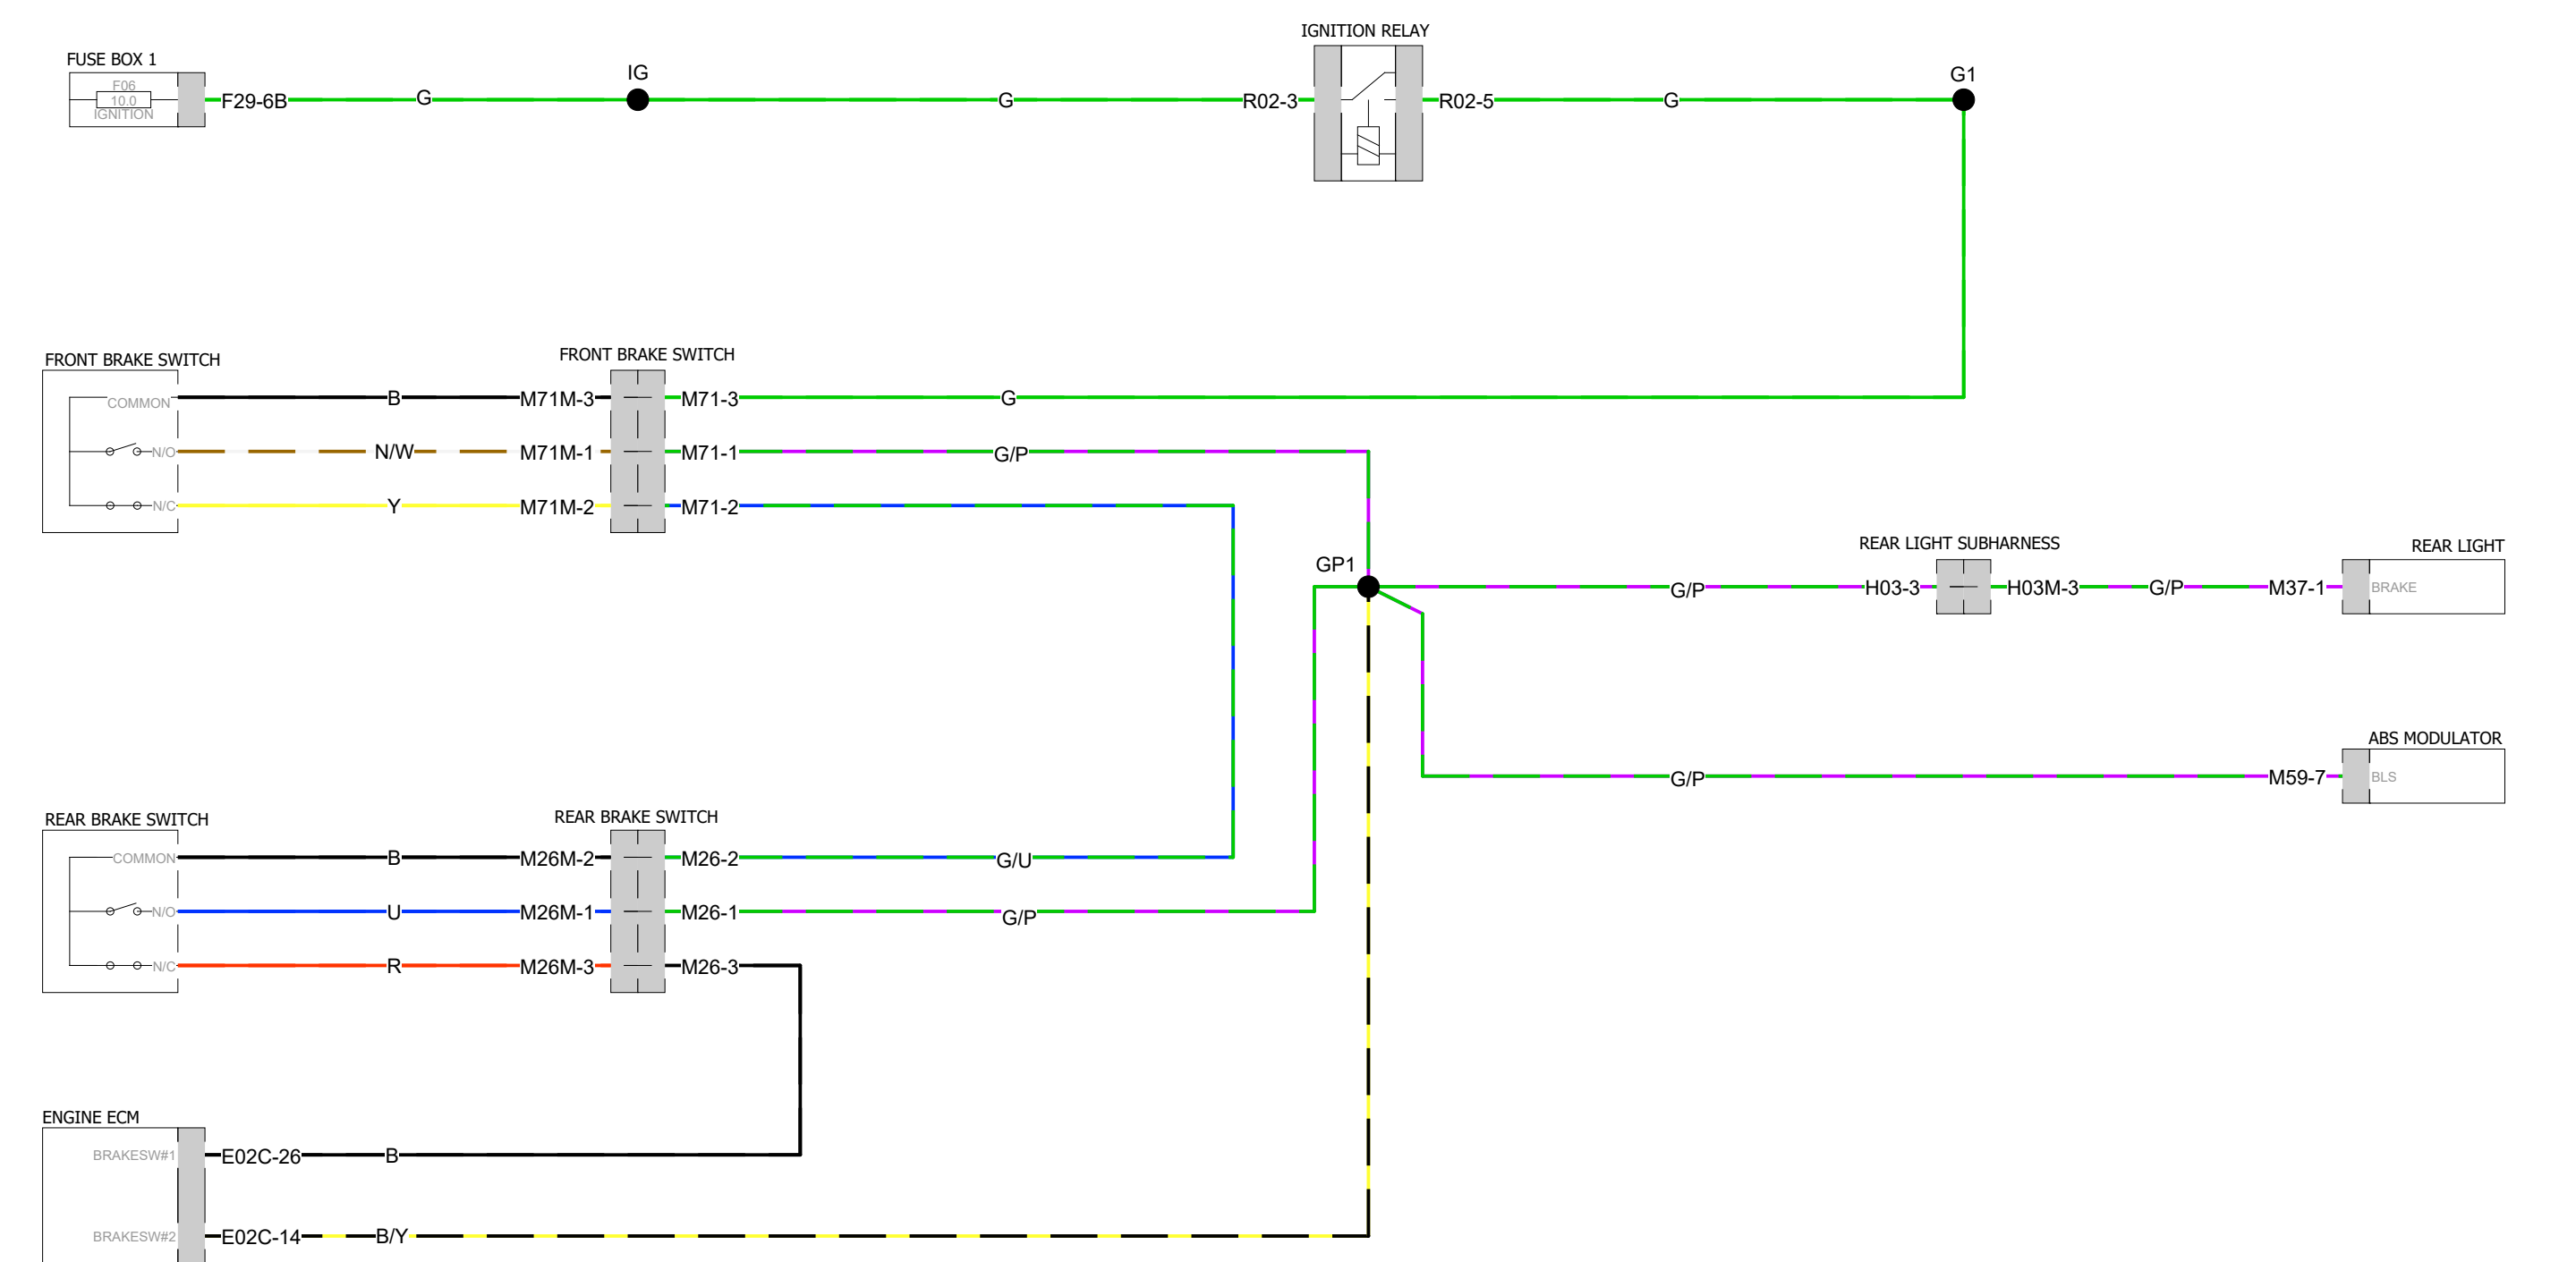 IGNITION RELAY
FUSE BOX 1
F06
10.0
IGNITION
F29-6B
G
IG
G
R02-3
R02-5
G
G1
FRONT BRAKE SWITCH
FRONT BRAKE SWITCH
COMMON
B
M71M-3
M71-3
G
N/O
N/W
M71M-1
M71-1
G/P
N/C
Y
M71M-2
M71-2
GP1
REAR LIGHT SUBHARNESS
REAR LIGHT
G/P
H03-3
H03M-3
G/P
M37-1
BRAKE
ABS MODULATOR
G/P
M59-7
BLS
REAR BRAKE SWITCH
REAR BRAKE SWITCH
COMMON
B
M26M-2
M26-2
G/U
N/O
U
M26M-1
M26-1
G/P
N/C
R
M26M-3
M26-3
ENGINE ECM
BRAKESW#1
E02C-26
B
BRAKESW#2
E02C-14
B/Y